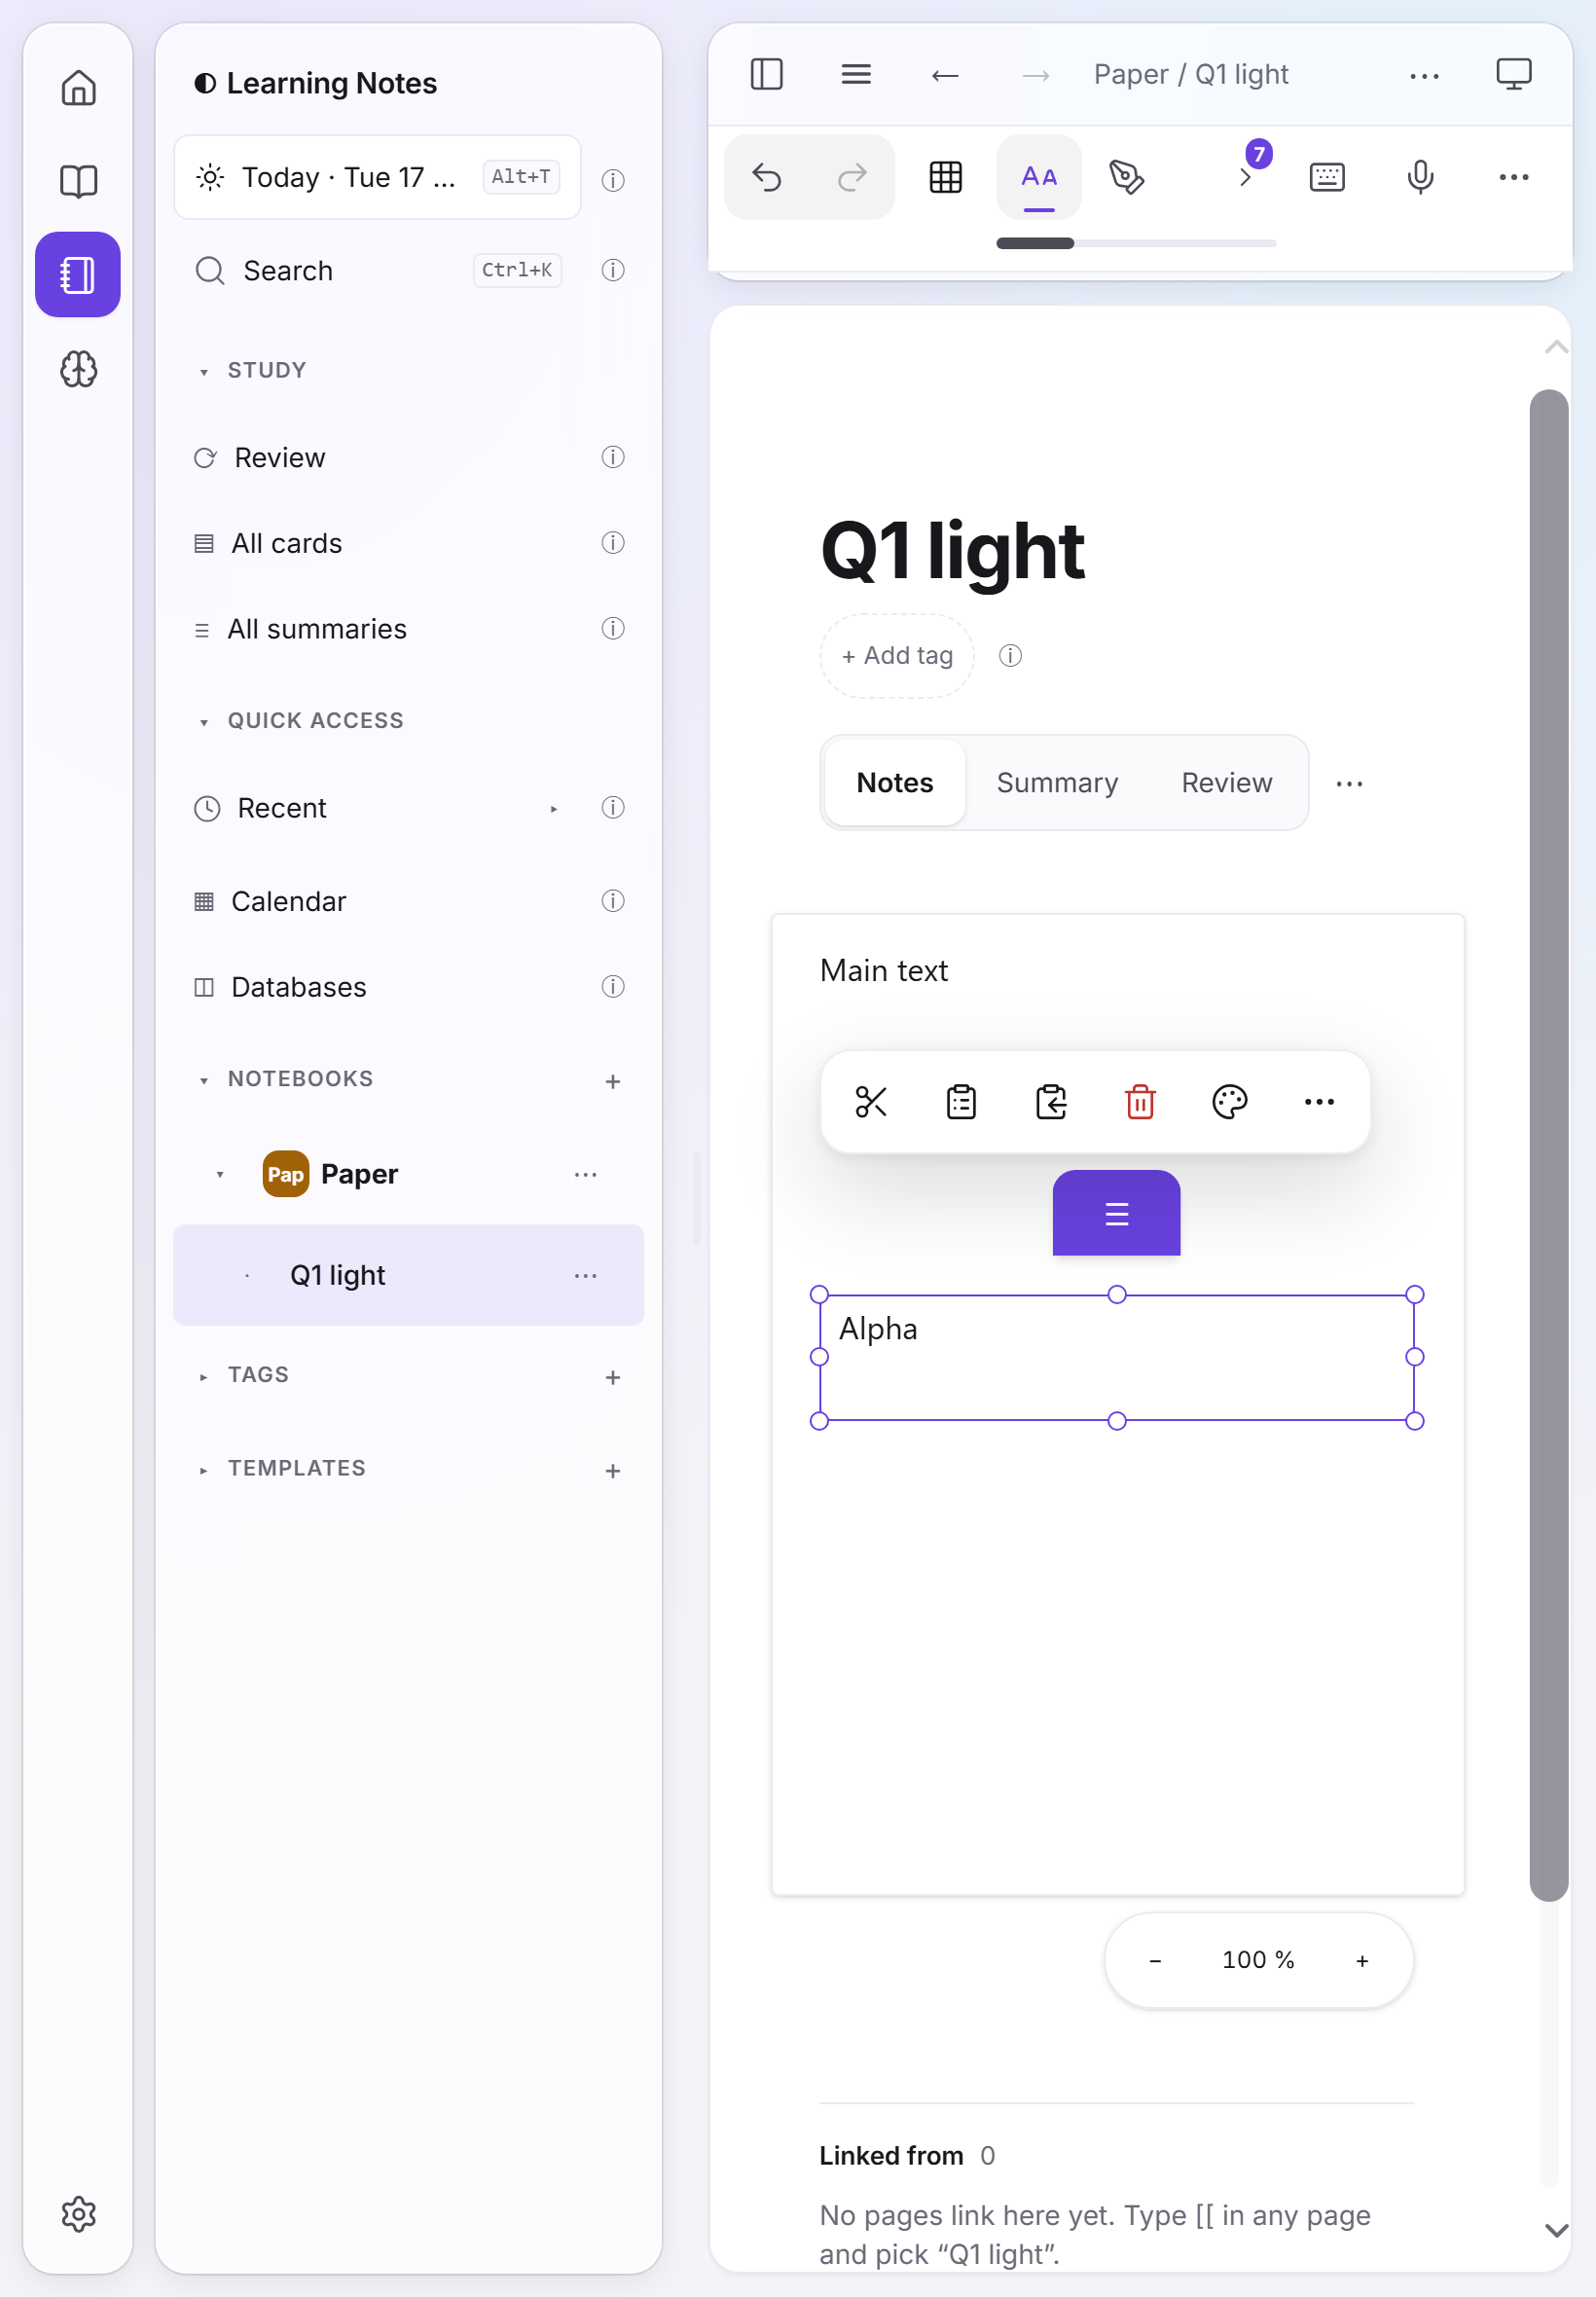 Learning Notes
Today · Tue 17 ... Alt+T
Search Ctrl+K
STUDY
Review
All cards
All summaries
QUICK ACCESS
Recent
Calendar
Databases
NOTEBOOKS
Pap Paper
Q1 light
TAGS
TEMPLATES
Paper / Q1 light
AA 7
Q1 light
+ Add tag
Notes Summary Review
Main text
Alpha
− 100 % +
Linked from 0
No pages link here yet. Type [[ in any page
and pick “Q1 light”.